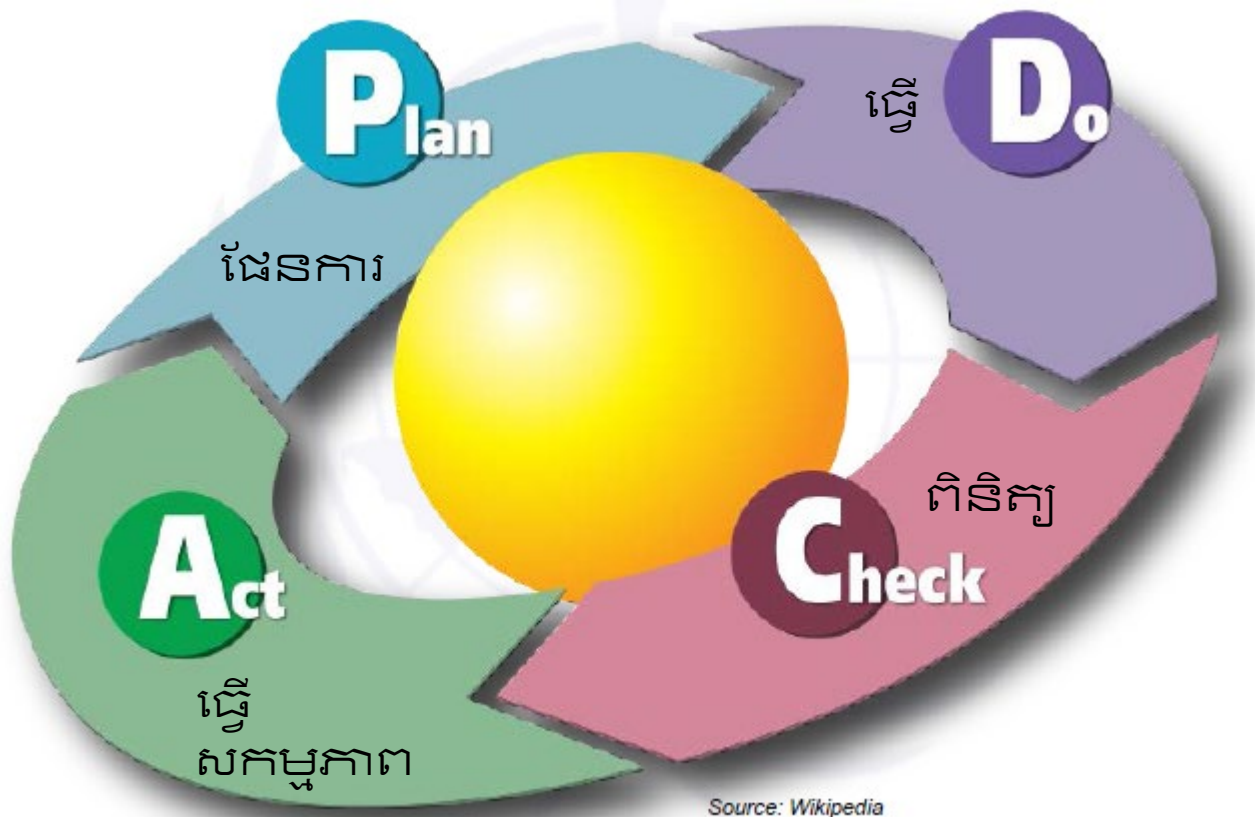 Plan
ផែនការ
ធ្វើ
Do
ពិនិត្យ
Check
Act
ធ្វើ
សកម្មភាព
Source: Wikipedia